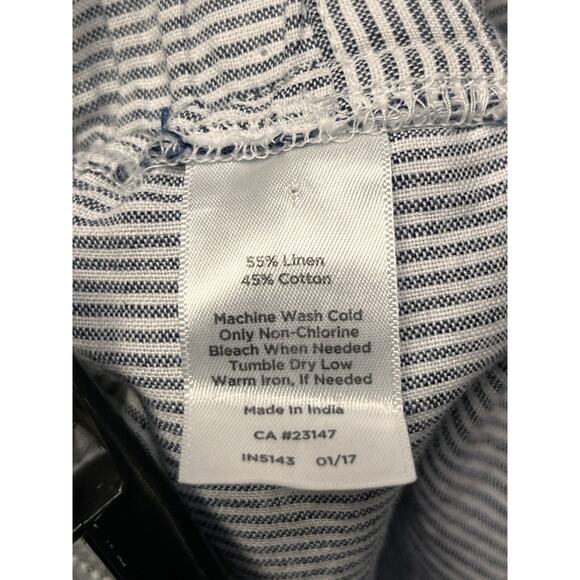 55% Linen
45% Cotton
Machine Wash Cold
Only Non-Chlorine
Bleach When Needed
Tumble Dry Low
Warm Iron, If Needed
Made In India
CA #23147
IN5143 01/17